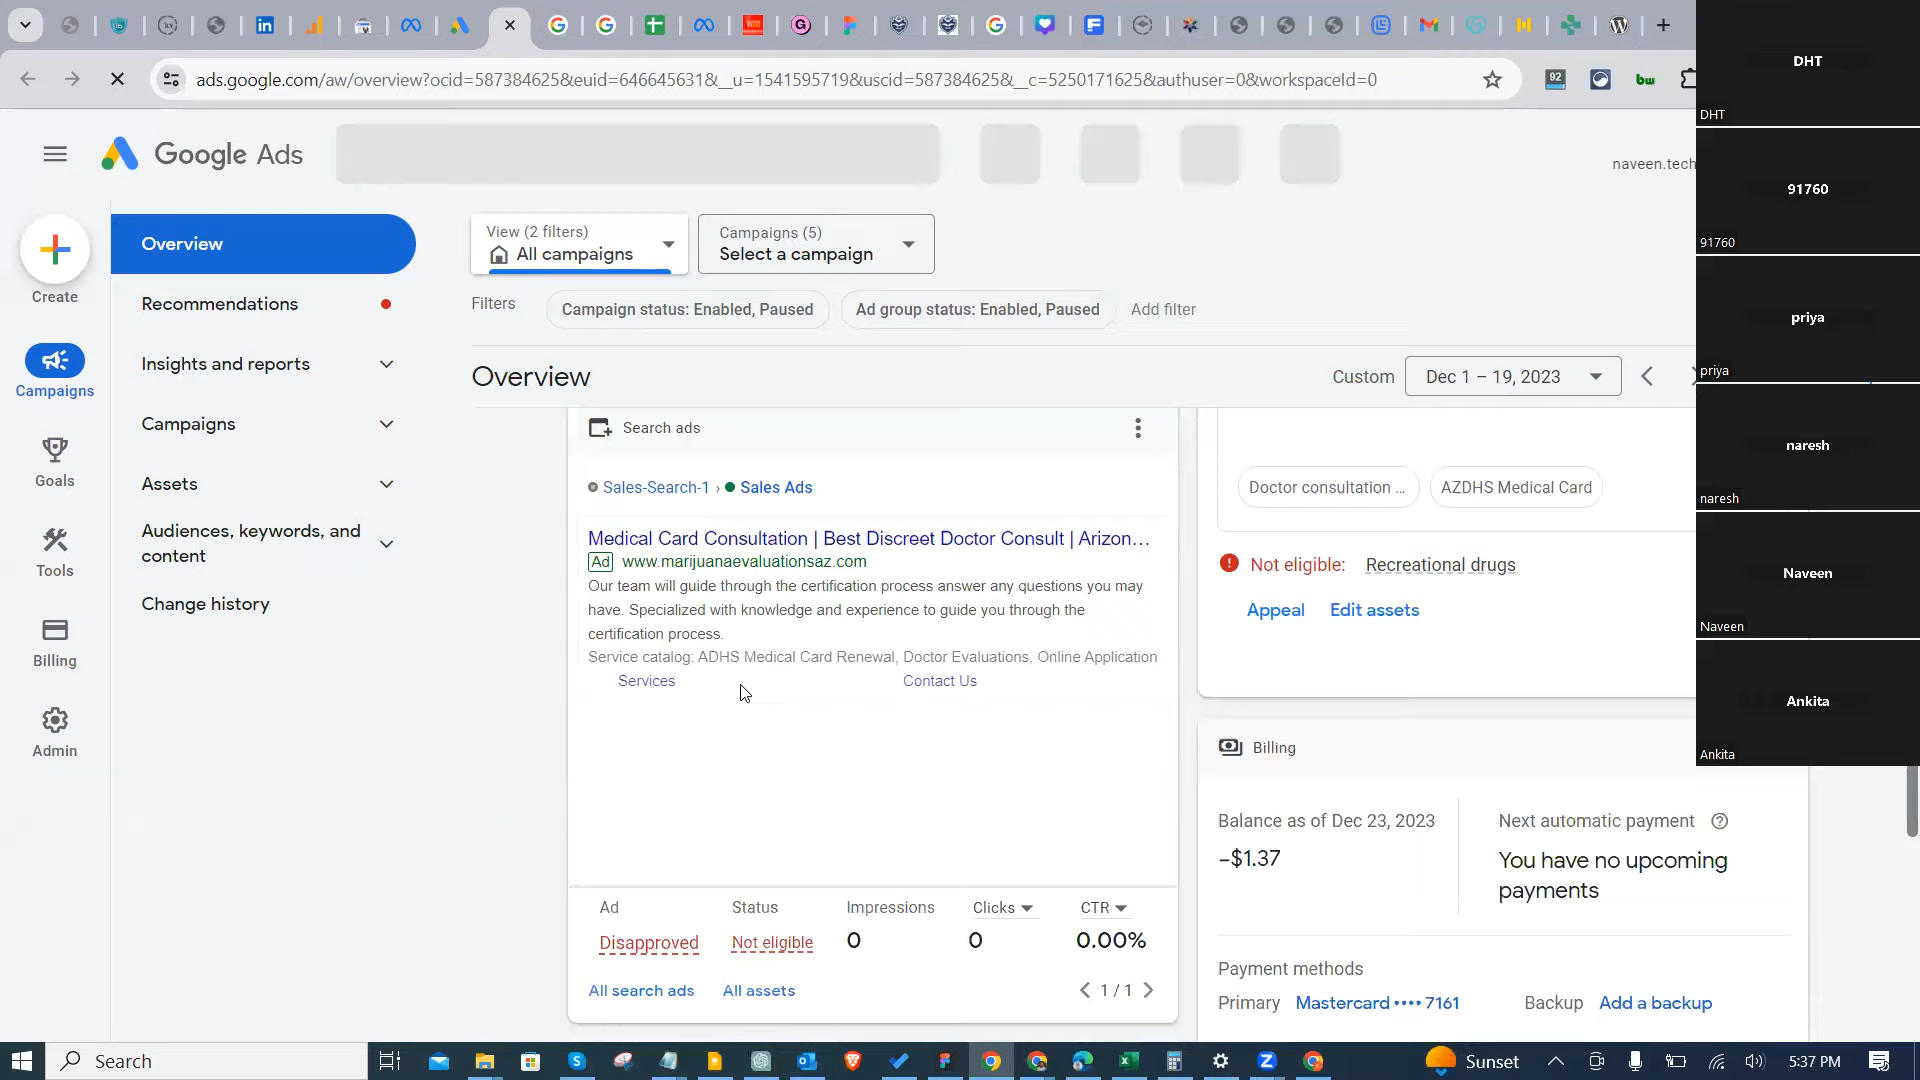 ads.google.com/aw/overview?ocid=587384625&euid=646645631&__u=1541595719&uscid=587384625&__c=5250171625&authuser=0&workspaceId=0
92
bw
Google Ads
naveen.tech
Create
Campaigns
Goals
Tools
Billing
Admin
Overview
Recommendations
Insights and reports
Campaigns
Assets
Audiences, keywords, and
content
Change history
View (2 filters)
All campaigns
Campaigns (5)
Select a campaign
Filters
Campaign status: Enabled, Paused
Ad group status: Enabled, Paused
Add filter
Overview
Custom
Dec 1 – 19, 2023
Search ads
Sales-Search-1 › Sales Ads
Medical Card Consultation | Best Discreet Doctor Consult | Arizon…
Ad www.marijuanaevaluationsaz.com
Our team will guide through the certification process answer any questions you may
have. Specialized with knowledge and experience to guide you through the
certification process.
Service catalog: ADHS Medical Card Renewal, Doctor Evaluations, Online Application
Services
Contact Us
Ad Status Impressions Clicks CTR
Disapproved Not eligible 0 0 0.00%
All search ads
All assets
1 / 1
Doctor consultation ...
AZDHS Medical Card
Not eligible: Recreational drugs
Appeal
Edit assets
Billing
Balance as of Dec 23, 2023
−$1.37
Next automatic payment
You have no upcoming
payments
Payment methods
Primary Mastercard •••• 7161
Backup Add a backup
DHT
DHT
91760
91760
priya
priya
naresh
naresh
Naveen
Naveen
Ankita
Ankita
Search
Sunset
5:37 PM